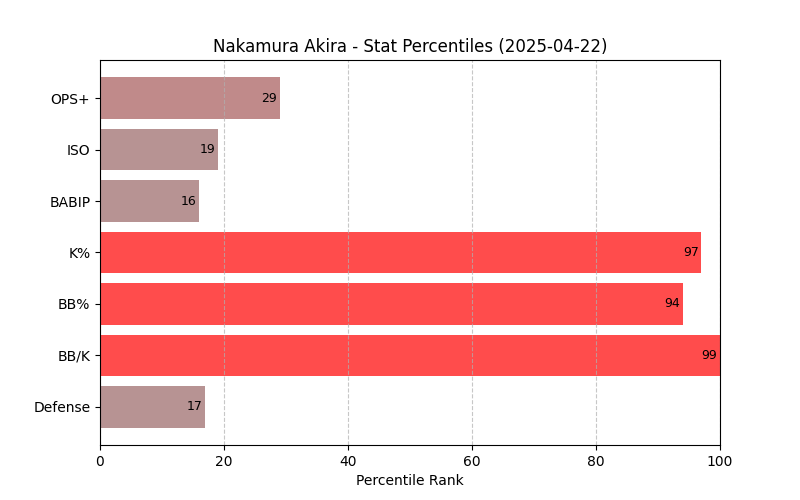 Nakamura Akira - Stat Percentiles (2025-04-22)
OPS+ 29
ISO 19
BABIP 16
K% 97
BB% 94
BB/K 99
Defense 17
0 20 40 60 80 100
Percentile Rank